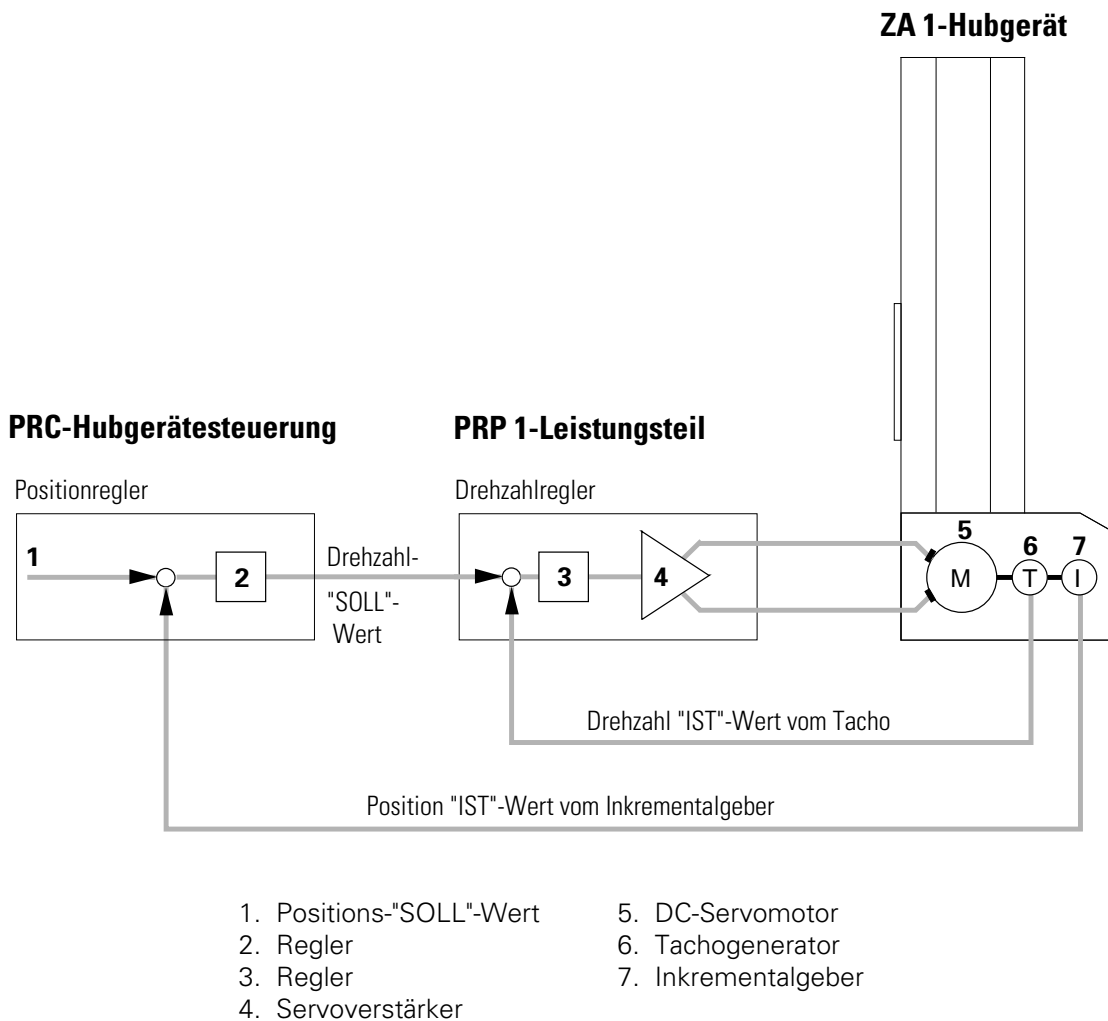 ZA 1-Hubgerät
PRC-Hubgerätesteuerung
PRP 1-Leistungsteil
Positionregler
Drehzahlregler
1
2
Drehzahl-
"SOLL"-
Wert
3
4
5
6
7
M
T
I
Drehzahl "IST"-Wert vom Tacho
Position "IST"-Wert vom Inkrementalgeber
1. Positions-"SOLL"-Wert
2. Regler
3. Regler
4. Servoverstärker
5. DC-Servomotor
6. Tachogenerator
7. Inkrementalgeber